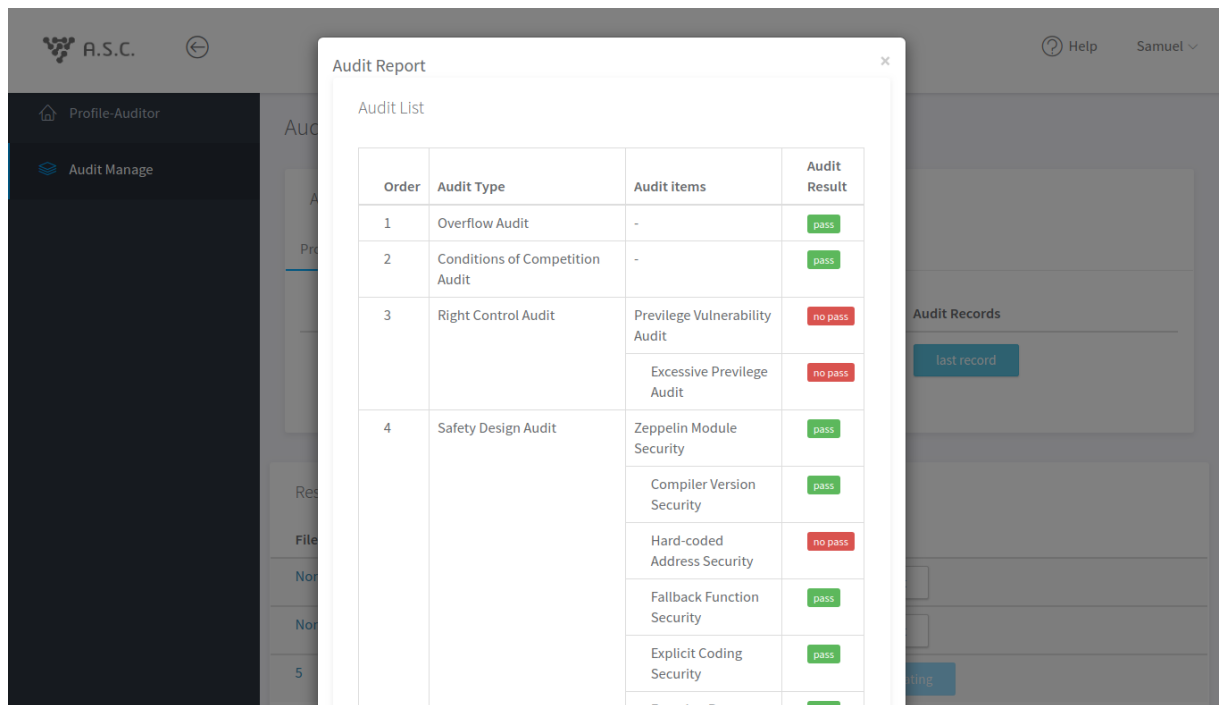 A.S.C.
Help
Samuel
Profile-Auditor
Audit Manage
Audit Report
×
Audit List
Order
Audit Type
Audit items
Audit
Result
1
Overflow Audit
-
pass
2
Conditions of Competition
Audit
-
pass
3
Right Control Audit
Previlege Vulnerability
Audit
no pass
Excessive Previlege
Audit
no pass
4
Safety Design Audit
Zeppelin Module
Security
pass
Compiler Version
Security
pass
Hard-coded
Address Security
no pass
Fallback Function
Security
pass
Explicit Coding
Security
pass
Audit Records
last record
File
5